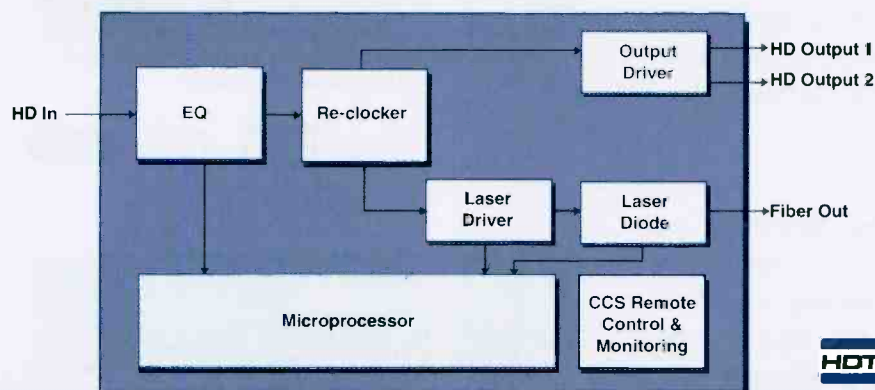 Output
Driver
HD Output 1
HD Output 2
HD In
EQ
Re-clocker
Laser
Driver
Laser
Diode
Fiber Out
Microprocessor
CCS Remote
Control &
Monitoring
HDT